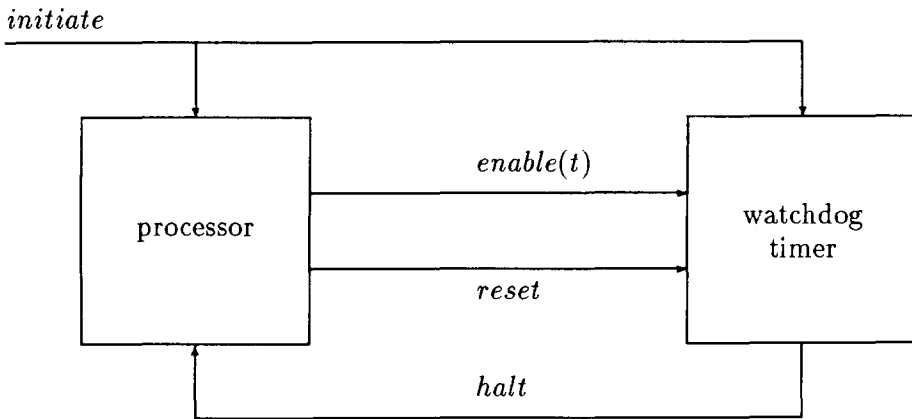 initiate
enable(t)
processor
watchdog
timer
reset
halt